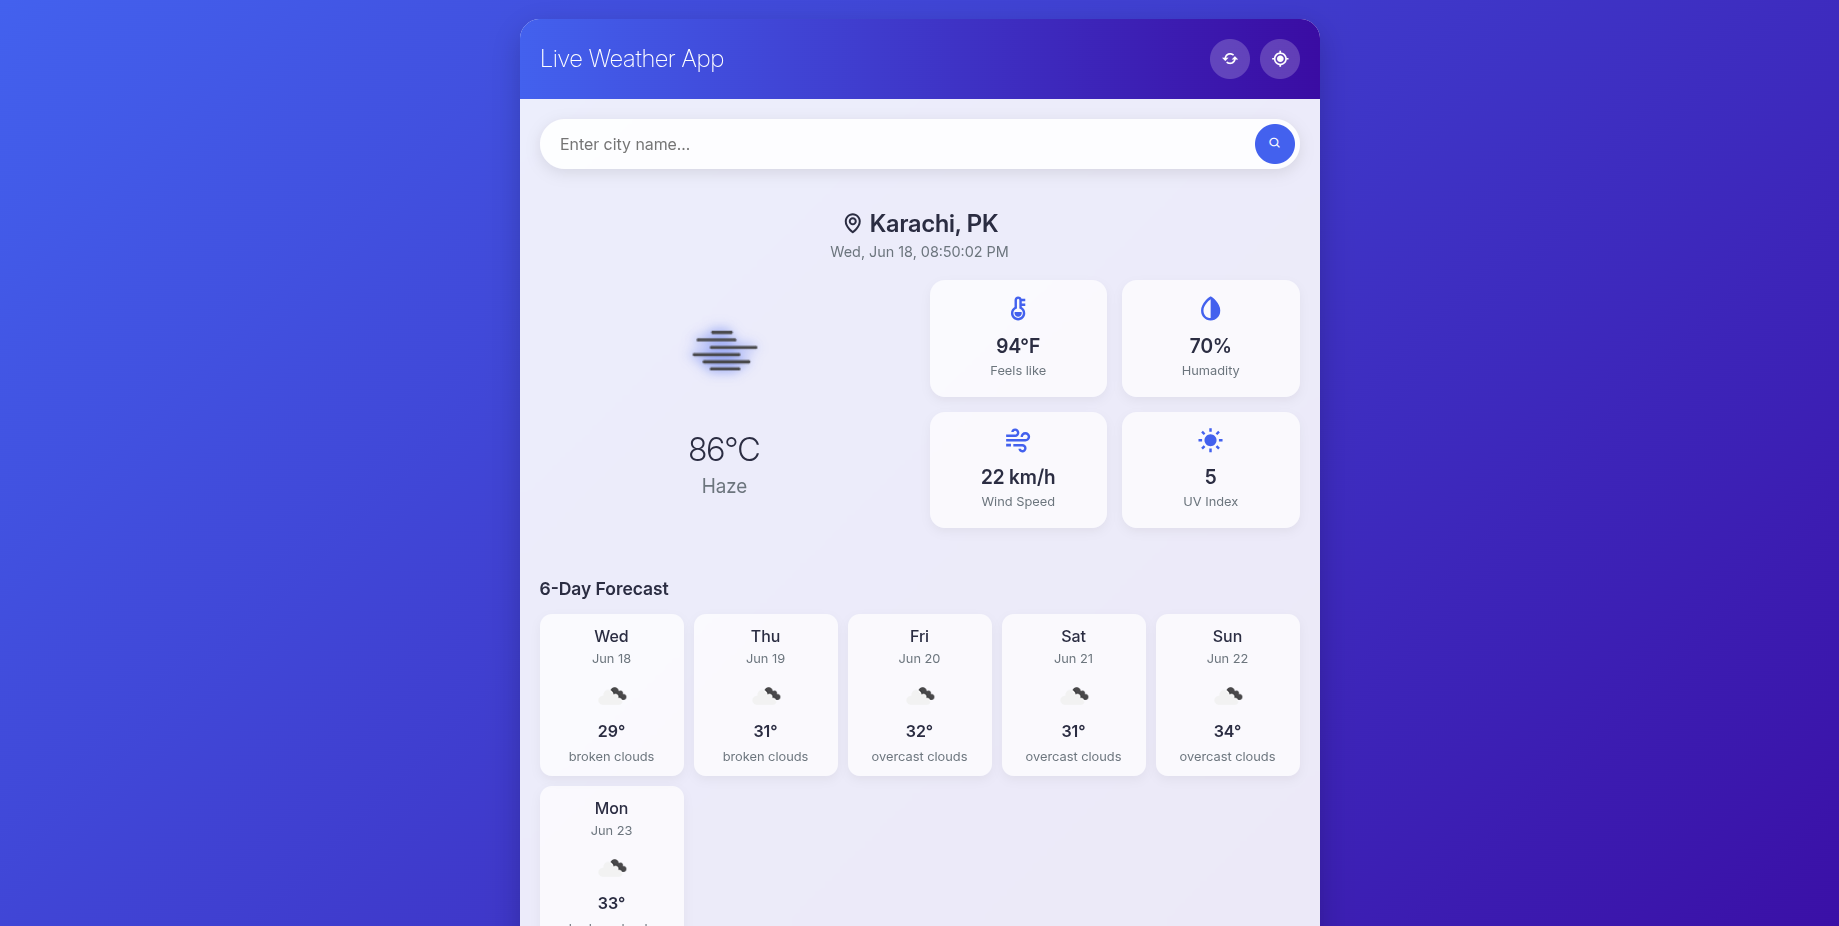 Live Weather App
Enter city name...
Karachi, PK
Wed, Jun 18, 08:50:02 PM
94°F
Feels like
70%
Humadity
86°C
Haze
22 km/h
Wind Speed
5
UV Index
6-Day Forecast
Wed
Jun 18
29°
broken clouds
Thu
Jun 19
31°
broken clouds
Fri
Jun 20
32°
overcast clouds
Sat
Jun 21
31°
overcast clouds
Sun
Jun 22
34°
overcast clouds
Mon
Jun 23
33°